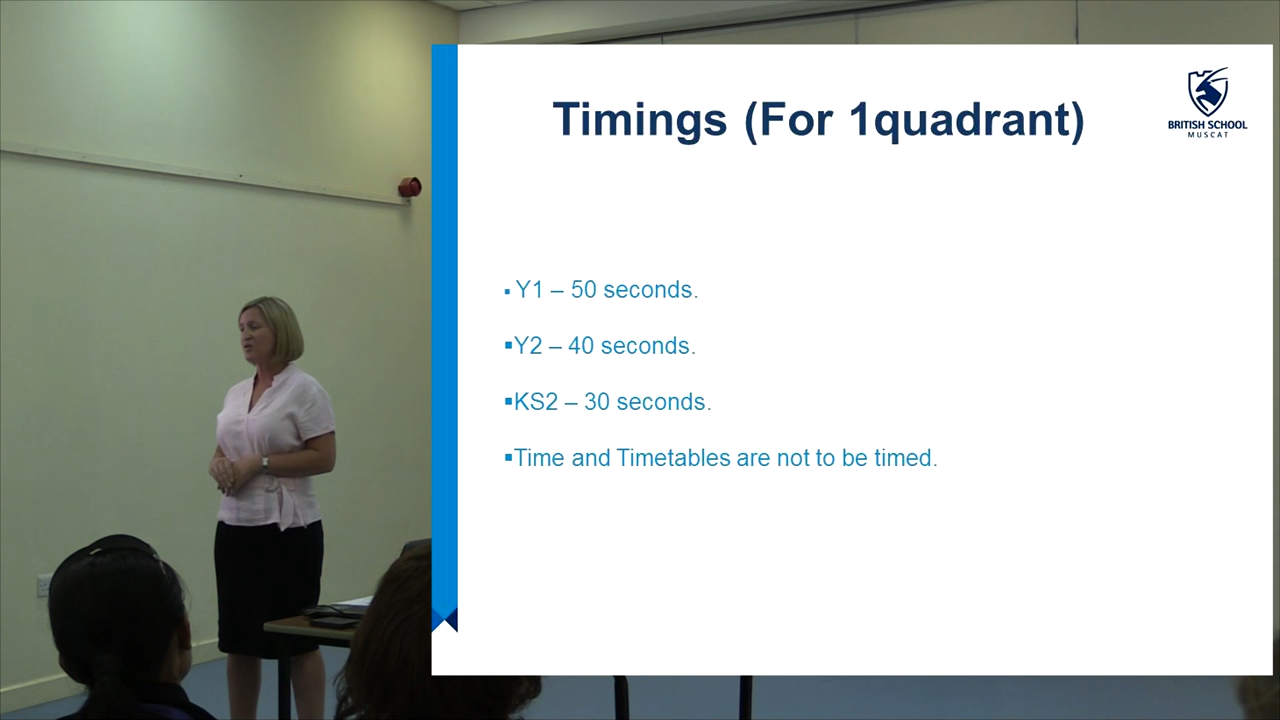 Timings (For 1quadrant)
BRITISH SCHOOL
MUSCAT
Y1 – 50 seconds.
Y2 – 40 seconds.
KS2 – 30 seconds.
Time and Timetables are not to be timed.